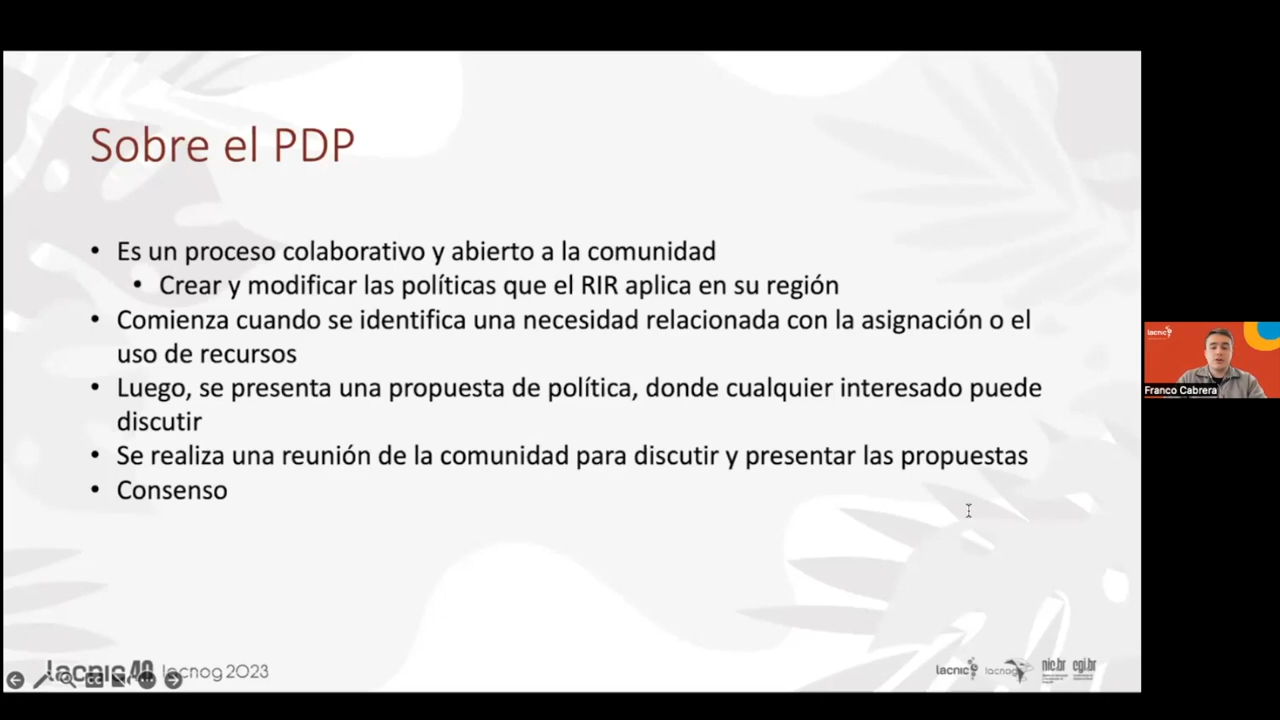 Sobre el PDP
• Es un proceso colaborativo y abierto a la comunidad
• Crear y modificar las políticas que el RIR aplica en su región
• Comienza cuando se identifica una necesidad relacionada con la asignación o el
uso de recursos
• Luego, se presenta una propuesta de política, donde cualquier interesado puede
discutir
• Se realiza una reunión de la comunidad para discutir y presentar las propuestas
• Consenso
lacnic
Franco Cabrera
lacnic40 lacnog 2023
lacnic lacnog nic.br cgi.br